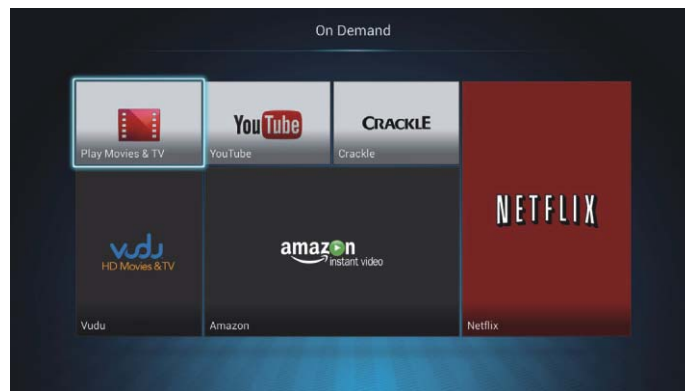 On Demand
Play Movies & TV
YouTube
YouTube
CRACKLE
Crackle
NETFLIX
Netflix
vudu
HD Movies & TV
Vudu
amazon
instant video
Amazon